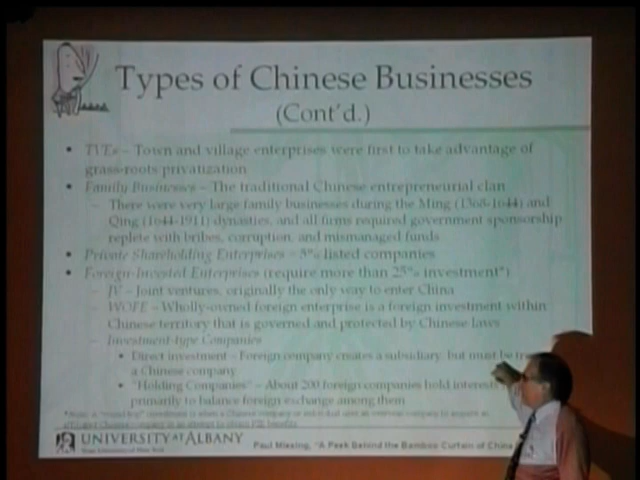 Types of Chinese Businesses
(Cont'd.)
• TVEs – Town and village enterprises were first to take advantage of
grass-roots privatization
• Family Businesses – The traditional Chinese entrepreneurial clan
– There were very large family businesses during the Ming (1368-1644) and
Qing (1644-1911) dynasties, and all firms required government sponsorship
replete with bribes, corruption, and mismanaged funds
• Private Shareholding Enterprises – 5% listed companies
• Foreign-Invested Enterprises (require more than 25% investment*)
– JV – Joint ventures, originally the only way to enter China
– WOFE – Wholly-owned foreign enterprise is a foreign investment within
Chinese territory that is governed and protected by Chinese laws
– Investment-type Companies
• Direct investment – Foreign company creates a subsidiary, but must be
a Chinese company
• "Holding Companies" – About 200 foreign companies hold interests
primarily to balance foreign exchange among them
UNIVERSITY AT ALBANY
State University of New York
Paul Miesing, "A Peek Behind the Bamboo Curtain of China